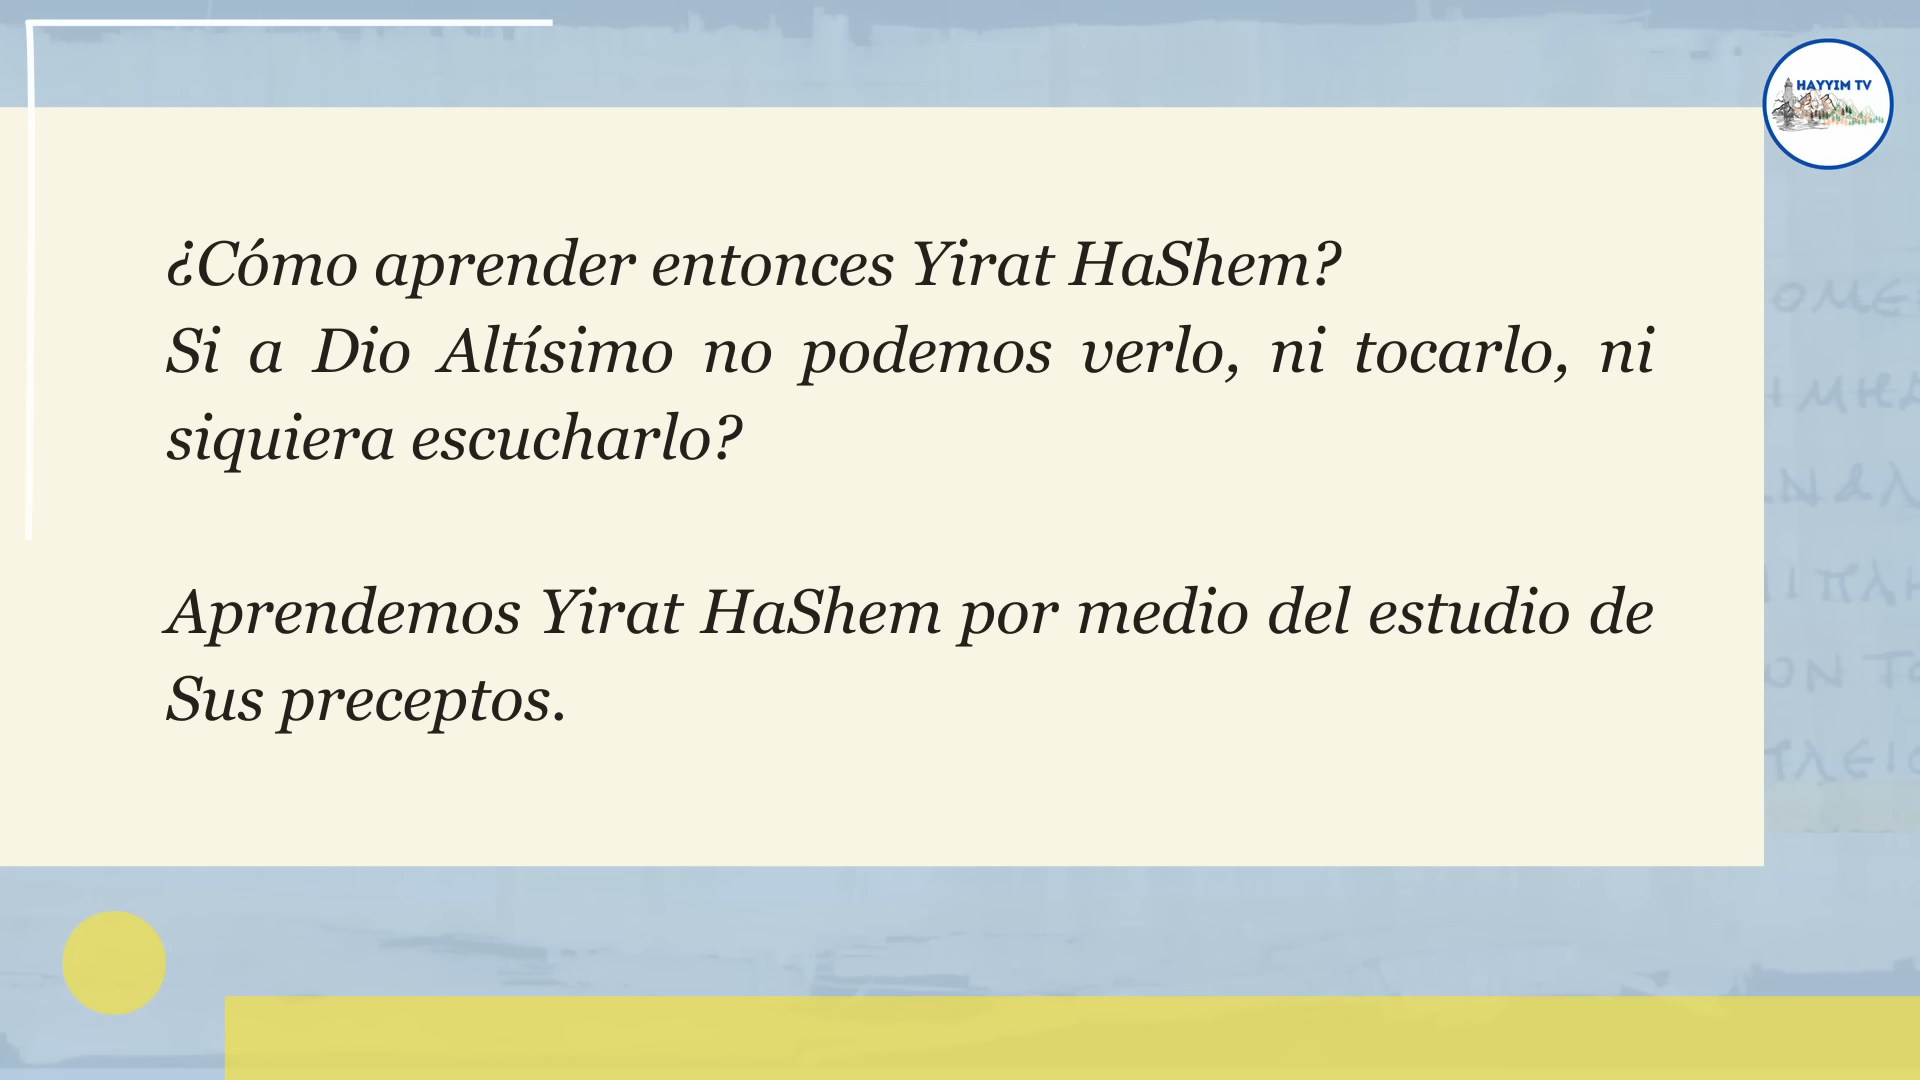 HAYYIM TV
¿Cómo aprender entonces Yirat HaShem?
Si a Dio Altísimo no podemos verlo, ni tocarlo, ni
siquiera escucharlo?
Aprendemos Yirat HaShem por medio del estudio de
Sus preceptos.